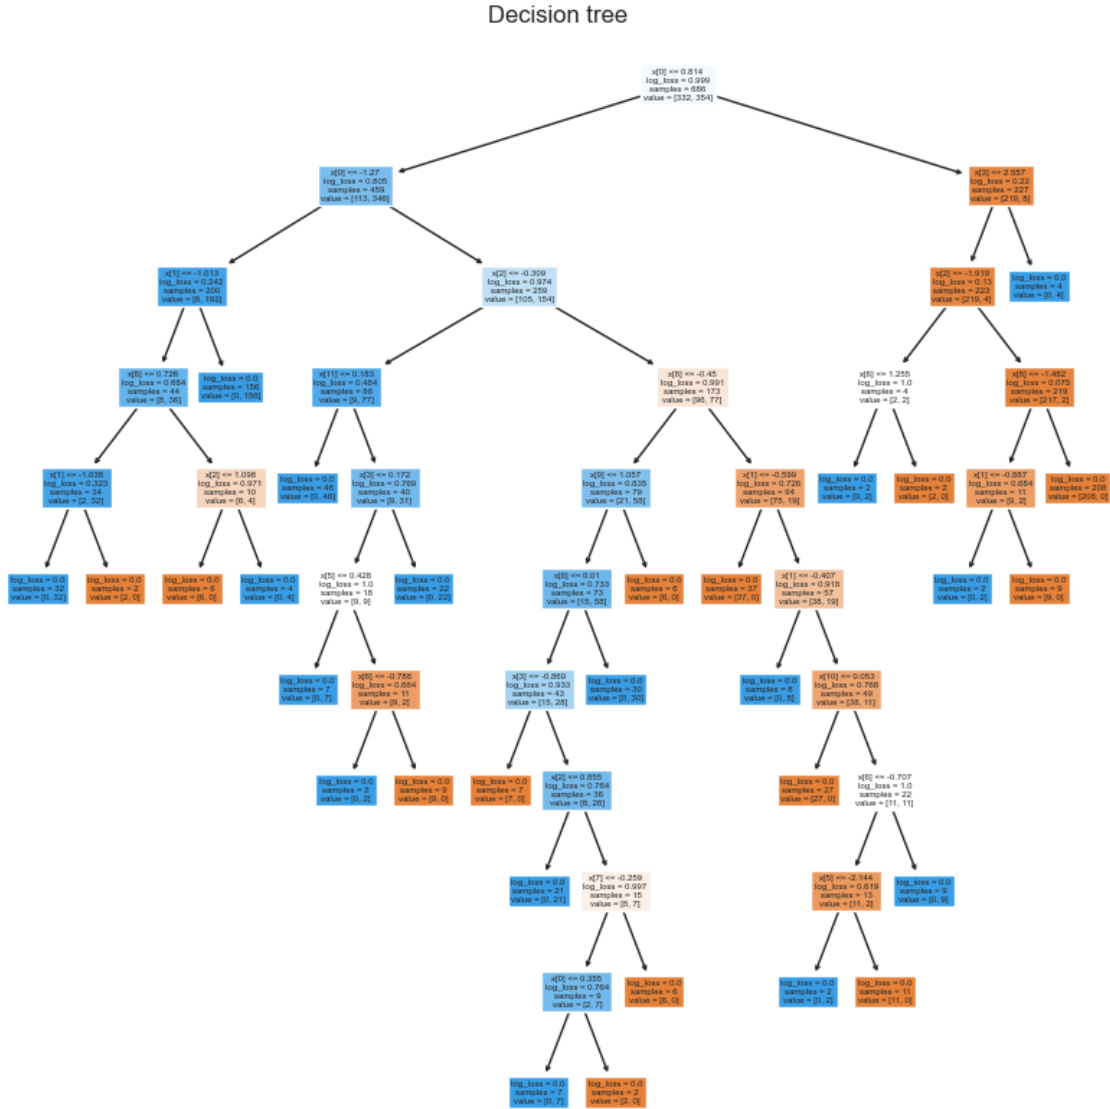 Decision tree
x[0] <= 0.814
log_loss = 0.999
samples = 686
value = [332, 354]
x[0] <= -1.27
log_loss = 0.805
samples = 459
value = [113, 346]
x[3] <= 2.557
log_loss = 0.22
samples = 227
value = [219, 8]
x[1] <= -1.013
log_loss = 0.242
samples = 200
value = [8, 192]
x[2] <= -0.309
log_loss = 0.974
samples = 259
value = [105, 154]
x[2] <= -1.919
log_loss = 0.13
samples = 223
value = [219, 4]
log_loss = 0.0
samples = 4
value = [0, 4]
log_loss = 0.684
samples = 44
value = [8, 36]
log_loss = 0.0
samples = 156
value = [0, 156]
x[11] <= 0.183
log_loss = 0.484
samples = 86
value = [9, 77]
log_loss = 0.991
samples = 173
value = [96, 77]
log_loss = 1.0
samples = 4
value = [2, 2]
log_loss = 0.075
samples = 219
value = [217, 2]
x[1] <= -1.036
log_loss = 0.323
samples = 34
value = [2, 32]
x[2] <= 1.096
log_loss = 0.971
samples = 10
value = [6, 4]
log_loss = 0.0
samples = 46
value = [0, 46]
x[3] <= 0.172
log_loss = 0.769
samples = 40
value = [9, 31]
x[9] <= 1.057
log_loss = 0.835
samples = 79
value = [21, 58]
x[1] <= -0.599
log_loss = 0.726
samples = 94
value = [75, 19]
log_loss = 0.0
samples = 2
value = [0, 2]
log_loss = 0.0
samples = 2
value = [2, 0]
x[1] <= -0.887
log_loss = 0.684
samples = 11
value = [9, 2]
log_loss = 0.0
samples = 208
value = [208, 0]
log_loss = 0.0
samples = 32
value = [0, 32]
log_loss = 0.0
samples = 2
value = [2, 0]
log_loss = 0.0
samples = 6
value = [6, 0]
log_loss = 0.0
samples = 4
value = [0, 4]
x[5] <= 0.428
log_loss = 1.0
samples = 18
value = [9, 9]
log_loss = 0.0
samples = 22
value = [0, 22]
log_loss = 0.733
samples = 73
value = [15, 58]
log_loss = 0.0
samples = 6
value = [6, 0]
log_loss = 0.0
samples = 37
value = [37, 0]
x[1] <= -0.407
log_loss = 0.918
samples = 57
value = [38, 19]
log_loss = 0.0
samples = 2
value = [0, 2]
log_loss = 0.0
samples = 9
value = [9, 0]
log_loss = 0.0
samples = 7
value = [0, 7]
log_loss = 0.684
samples = 11
value = [9, 2]
x[3] <= -0.869
log_loss = 0.933
samples = 43
value = [15, 28]
log_loss = 0.0
samples = 30
value = [0, 30]
log_loss = 0.0
samples = 8
value = [0, 8]
x[10] <= 0.053
log_loss = 0.768
samples = 49
value = [38, 11]
log_loss = 0.0
samples = 2
value = [0, 2]
log_loss = 0.0
samples = 9
value = [9, 0]
log_loss = 0.0
samples = 7
value = [7, 0]
x[2] <= 0.855
log_loss = 0.764
samples = 36
value = [8, 28]
log_loss = 0.0
samples = 27
value = [27, 0]
x[6] <= -0.707
log_loss = 1.0
samples = 22
value = [11, 11]
log_loss = 0.0
samples = 21
value = [0, 21]
x[7] <= -0.259
log_loss = 0.997
samples = 15
value = [8, 7]
x[5] <= -2.144
log_loss = 0.619
samples = 13
value = [11, 2]
log_loss = 0.0
samples = 9
value = [0, 9]
x[0] <= 0.355
log_loss = 0.764
samples = 9
value = [2, 7]
log_loss = 0.0
samples = 6
value = [6, 0]
log_loss = 0.0
samples = 2
value = [0, 2]
log_loss = 0.0
samples = 11
value = [11, 0]
log_loss = 0.0
samples = 7
value = [0, 7]
log_loss = 0.0
samples = 2
value = [2, 0]